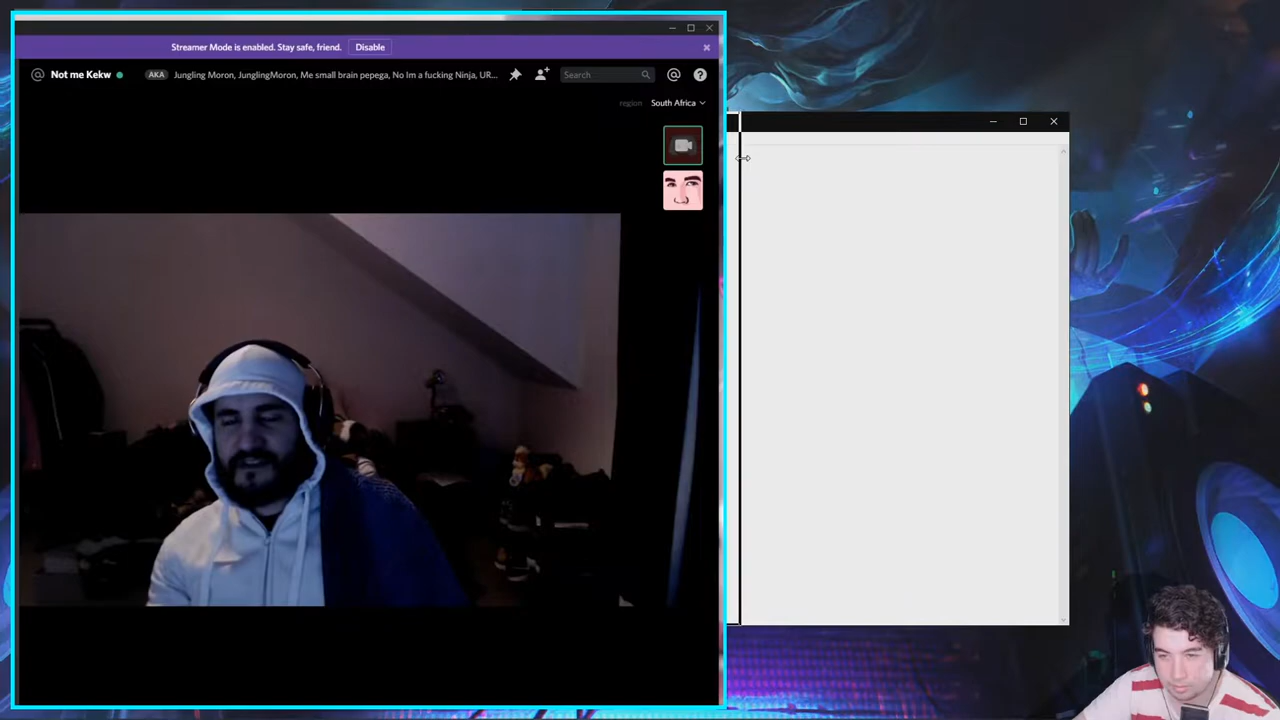 Streamer Mode is enabled. Stay safe, friend. Disable
Not me Kekw AKA Jungling Moron, JunglingMoron, Me small brain pepega, No Im a fucking Ninja, UR... Search
region South Africa